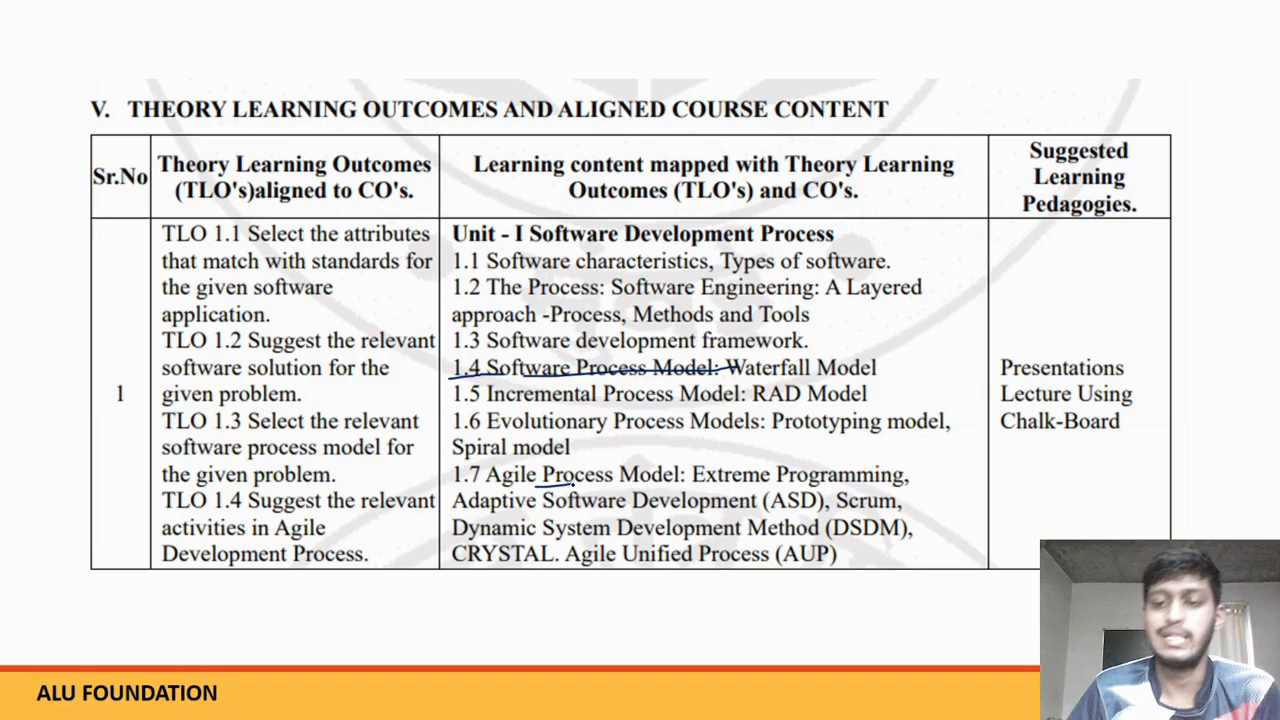 V. THEORY LEARNING OUTCOMES AND ALIGNED COURSE CONTENT
Sr.No
Theory Learning Outcomes
(TLO's)aligned to CO's.
Learning content mapped with Theory Learning
Outcomes (TLO's) and CO's.
Suggested
Learning
Pedagogies.
1
TLO 1.1 Select the attributes
that match with standards for
the given software
application.
TLO 1.2 Suggest the relevant
software solution for the
given problem.
TLO 1.3 Select the relevant
software process model for
the given problem.
TLO 1.4 Suggest the relevant
activities in Agile
Development Process.
Unit - I Software Development Process
1.1 Software characteristics, Types of software.
1.2 The Process: Software Engineering: A Layered
approach -Process, Methods and Tools
1.3 Software development framework.
1.4 Software Process Model: Waterfall Model
1.5 Incremental Process Model: RAD Model
1.6 Evolutionary Process Models: Prototyping model,
Spiral model
1.7 Agile Process Model: Extreme Programming,
Adaptive Software Development (ASD), Scrum,
Dynamic System Development Method (DSDM),
CRYSTAL. Agile Unified Process (AUP)
Presentations
Lecture Using
Chalk-Board
ALU FOUNDATION